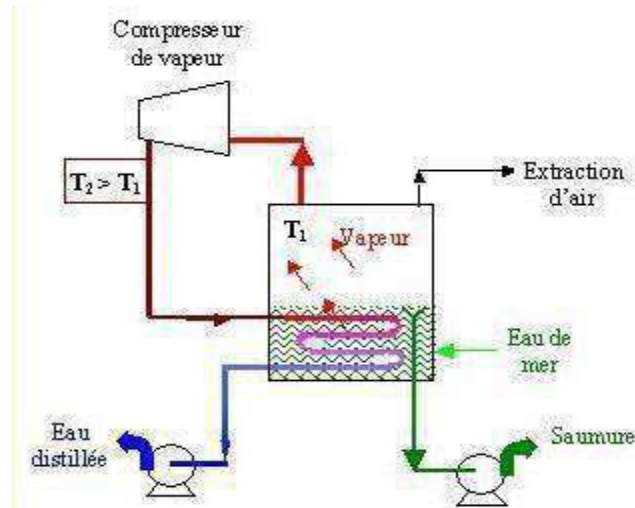 Compresseur
de vapeur
T₂ > T₁
Extraction
d'air
T₁
Vapeur
Eau de
mer
Eau
distillée
Saumure